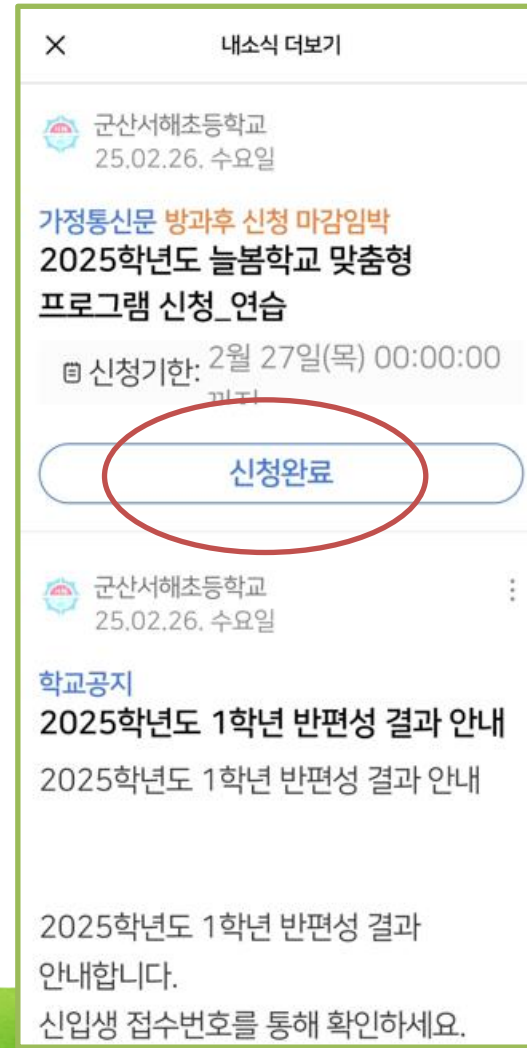 내소식 더보기
군산서해초등학교
25.02.26. 수요일
가정통신문 방과후 신청 마감임박
2025학년도 늘봄학교 맞춤형
프로그램 신청_연습
신청기한: 2월 27일(목) 00:00:00
까지
신청완료
군산서해초등학교
25.02.26. 수요일
학교공지
2025학년도 1학년 반편성 결과 안내
2025학년도 1학년 반편성 결과 안내
2025학년도 1학년 반편성 결과
안내합니다.
신입생 접수번호를 통해 확인하세요.